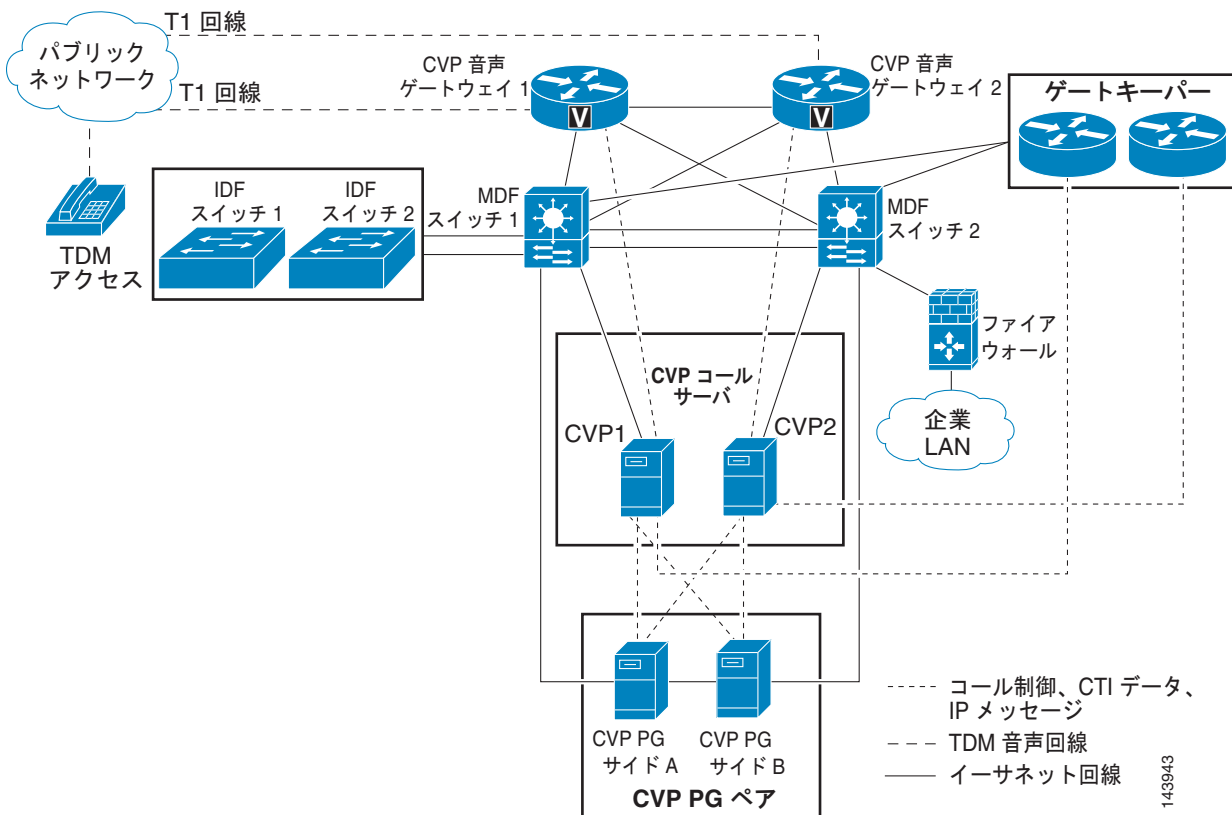 T1 回線
パブリック
ネットワーク
T1 回線
CVP 音声
ゲートウェイ 1
CVP 音声
ゲートウェイ 2
ゲートキーパー
V
V
TDM
アクセス
IDF
スイッチ 1
IDF
スイッチ 2
MDF
スイッチ 1
MDF
スイッチ 2
ファイア
ウォール
企業
LAN
CVP コール
サーバ
CVP1
CVP2
CVP PG
サイド A
CVP PG
サイド B
CVP PG ペア
コール制御、CTI データ、
IP メッセージ
TDM 音声回線
イーサネット回線
143943